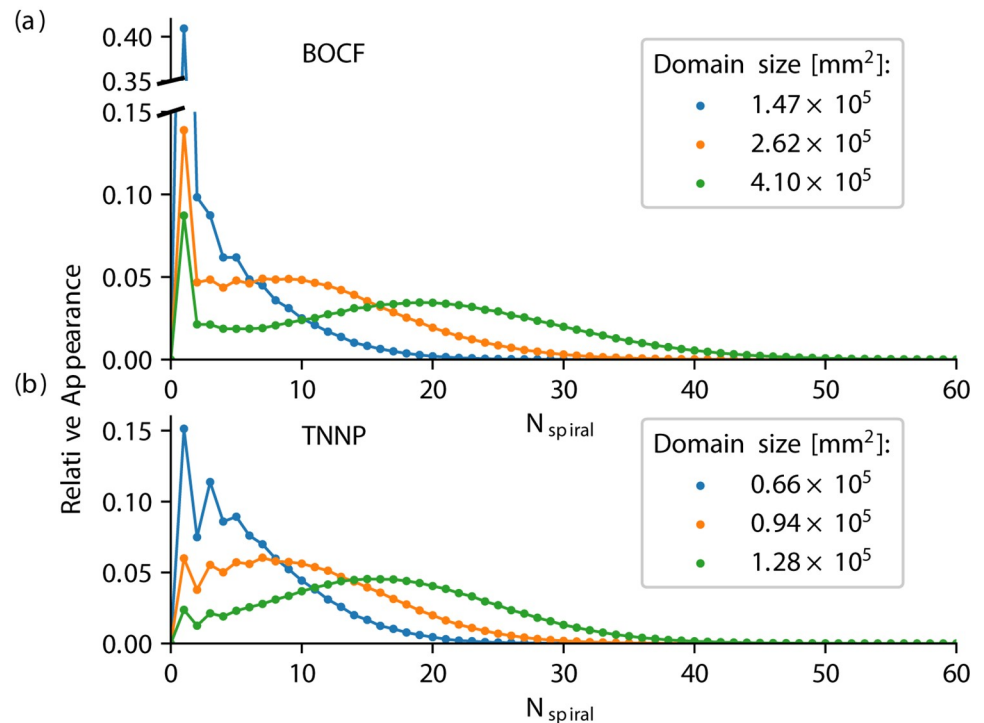 (a)
BOCF
0.40
0.35
0.15
0.10
0.05
0.00
Domain size [mm²]:
1.47 × 10⁵
2.62 × 10⁵
4.10 × 10⁵
0 10 20 30 40 50 60
N spiral
Relati ve Appearance
(b)
TNNP
0.15
0.10
0.05
0.00
Domain size [mm²]:
0.66 × 10⁵
0.94 × 10⁵
1.28 × 10⁵
0 10 20 30 40 50 60
N spiral